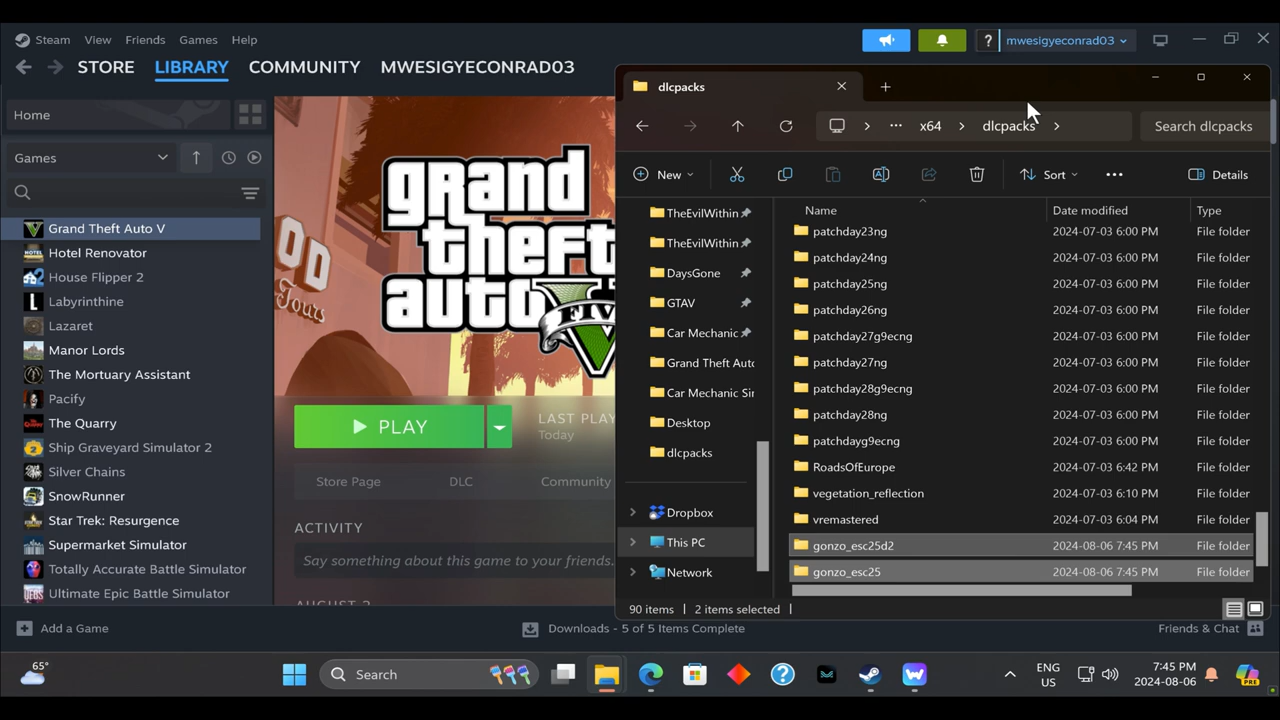 Steam View Friends Games Help
? mwesigyeconrad03
STORE LIBRARY COMMUNITY MWESIGYECONRAD03
Home
Games
Grand Theft Auto V
Hotel Renovator
House Flipper 2
Labyrinthine
Lazaret
Manor Lords
The Mortuary Assistant
Pacify
The Quarry
Ship Graveyard Simulator 2
Silver Chains
SnowRunner
Star Trek: Resurgence
Supermarket Simulator
Totally Accurate Battle Simulator
Ultimate Epic Battle Simulator
OD
Tours
grand
theft
auto V
FIV
PLAY
LAST PLA
Today
Store Page DLC Community
ACTIVITY
Say something about this game to your friends.
AUGUST 2
dlcpacks
... x64 > dlcpacks > Search dlcpacks
New Sort ... Details
TheEvilWithin
TheEvilWithin
DaysGone
GTAV
Car Mechanic
Grand Theft Auto
Car Mechanic Sir
Desktop
dlcpacks
Dropbox
This PC
Network
Name Date modified Type
patchday23ng 2024-07-03 6:00 PM File folder
patchday24ng 2024-07-03 6:00 PM File folder
patchday25ng 2024-07-03 6:00 PM File folder
patchday26ng 2024-07-03 6:00 PM File folder
patchday27g9ecng 2024-07-03 6:00 PM File folder
patchday27ng 2024-07-03 6:00 PM File folder
patchday28g9ecng 2024-07-03 6:00 PM File folder
patchday28ng 2024-07-03 6:00 PM File folder
patchdayg9ecng 2024-07-03 6:00 PM File folder
RoadsOfEurope 2024-07-03 6:42 PM File folder
vegetation_reflection 2024-07-03 6:10 PM File folder
vremastered 2024-07-03 6:04 PM File folder
gonzo_esc25d2 2024-08-06 7:45 PM File folder
gonzo_esc25 2024-08-06 7:45 PM File folder
90 items | 2 items selected |
Add a Game Downloads - 5 of 5 Items Complete Friends & Chat
65° Search ENG
US
7:45 PM
2024-08-06
PRE